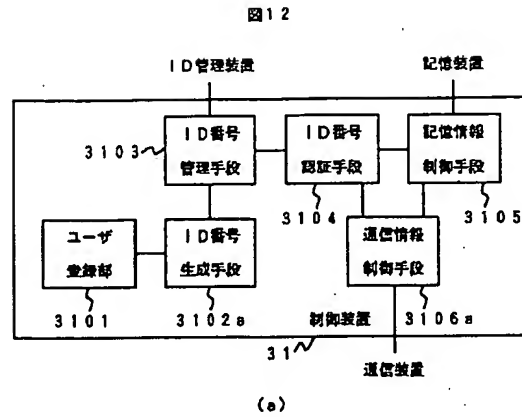 図12
ID管理装置
記憶装置
3103
ID番号
管理手段
ID番号
認証手段
記憶情報
制御手段
3104
3105
ユーザ
登録部
ID番号
生成手段
通信情報
制御手段
3101
3102a
制御装置
3106a
31
通信装置
(a)